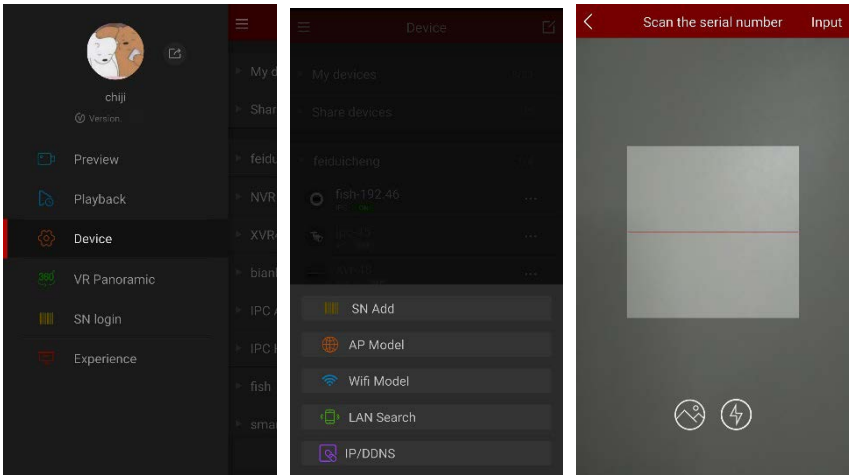 chiji
Version.
Preview
Playback
Device
VR Panoramic
360
SN login
Experience
My d
Shar
feidu
NVR
XVR
bian
IPC
IPC
fish
smar
Device
My devices
Share devices
feiduicheng
fish-192.46
SN Add
AP Model
Wifi Model
LAN Search
IP/DDNS
Scan the serial number
Input